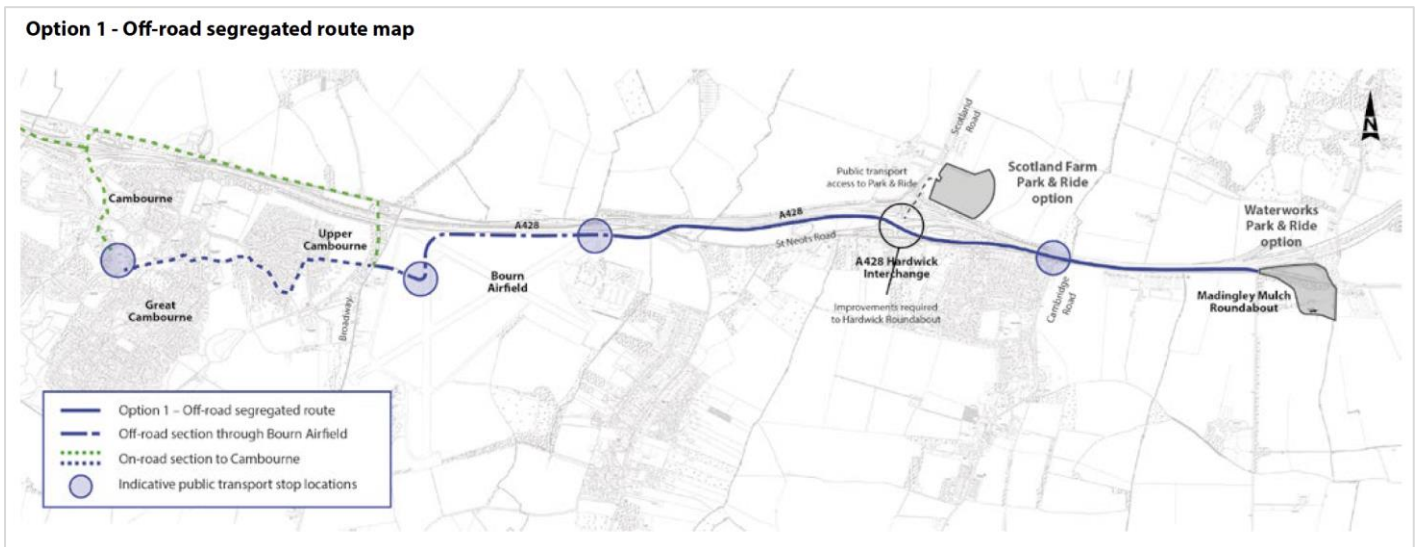 Option 1 - Off-road segregated route map
N
Scotland
Road
Public transport
access to Park & Ride
Scotland Farm
Park & Ride
option
Cambourne
A428
Waterworks
Park & Ride
option
Upper
Cambourne
A428
St Neots Road
Bourn
Airfield
A428 Hardwick
Interchange
Great
Cambourne
Broadway
Improvements required
to Hardwick Roundabout
Cambridge
Road
Madingley Mulch
Roundabout
Option 1 – Off-road segregated route
Off-road section through Bourn Airfield
On-road section to Cambourne
Indicative public transport stop locations